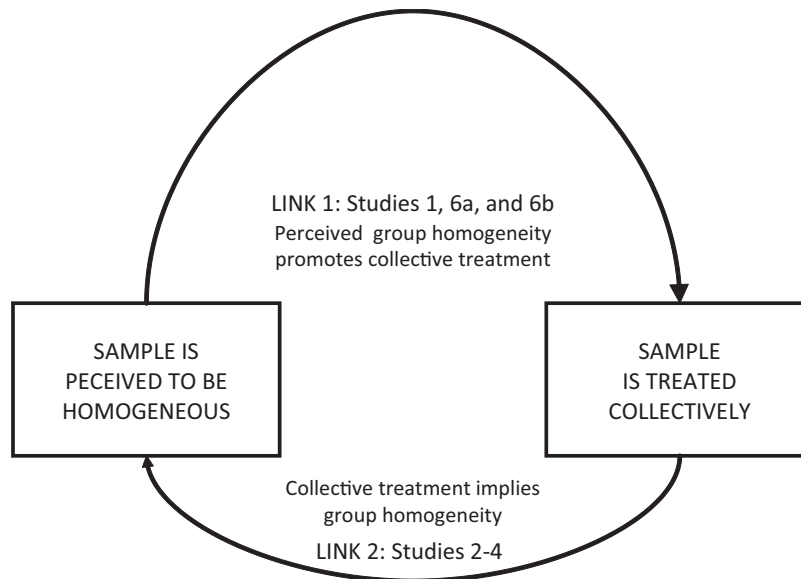 LINK 1: Studies 1, 6a, and 6b
Perceived group homogeneity
promotes collective treatment
SAMPLE IS
PECEIVED TO BE
HOMOGENEOUS
SAMPLE
IS TREATED
COLLECTIVELY
Collective treatment implies
group homogeneity
LINK 2: Studies 2-4